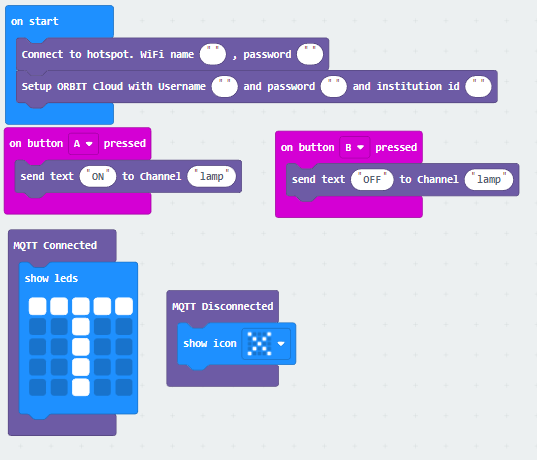 on start
Connect to hotspot. WiFi name " " , password " "
Setup ORBIT Cloud with Username " " and password " " and institution id " "
on button A pressed
send text "ON" to Channel "lamp"
on button B pressed
send text "OFF" to Channel "lamp"
MQTT Connected
show leds
MQTT Disconnected
show icon